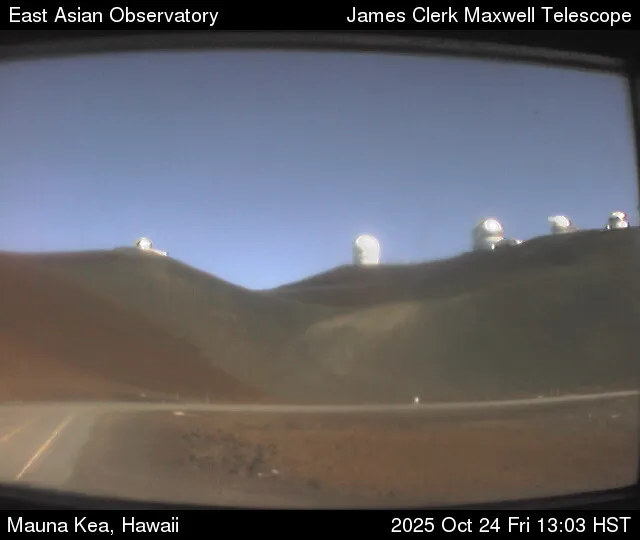 East Asian Observatory
James Clerk Maxwell Telescope
Mauna Kea, Hawaii
2025 Oct 24 Fri 13:03 HST